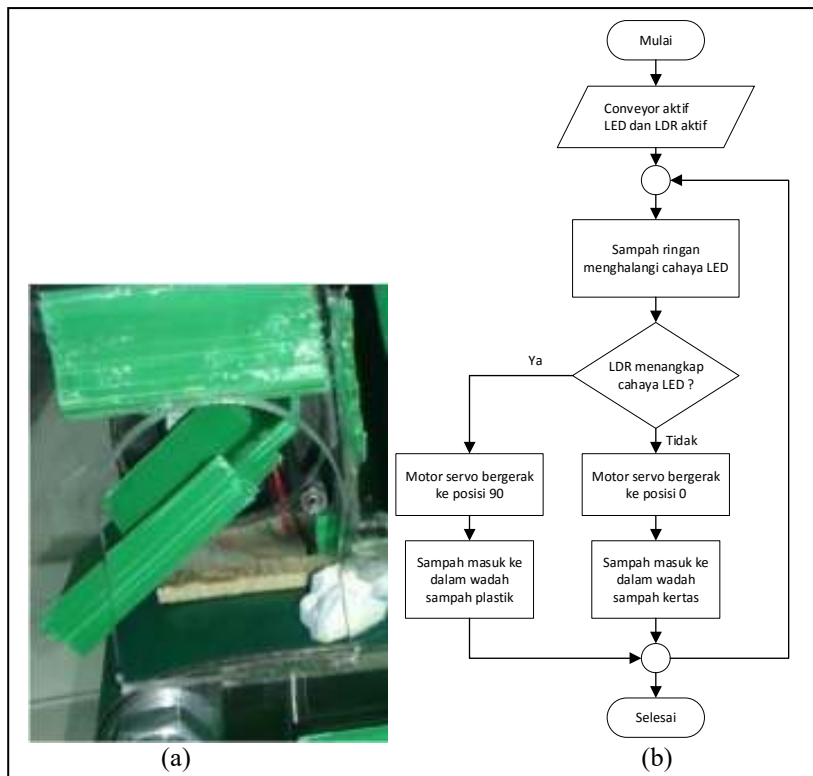 Mulai
Conveyor aktif
LED dan LDR aktif
Sampah ringan
menghalangi cahaya LED
LDR menangkap
cahaya LED ?
Ya
Tidak
Motor servo bergerak
ke posisi 90
Motor servo bergerak
ke posisi 0
Sampah masuk ke
dalam wadah
sampah plastik
Sampah masuk ke
dalam wadah
sampah kertas
Selesai
(a)
(b)